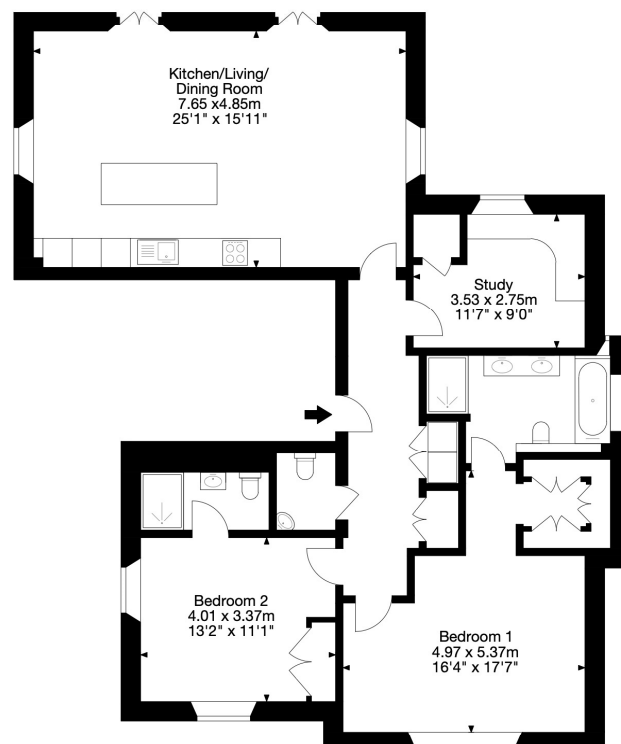 Kitchen/Living/
Dining Room
7.65 x4.85m
25'1" x 15'11"
Study
3.53 x 2.75m
11'7" x 9'0"
Bedroom 2
4.01 x 3.37m
13'2" x 11'1"
Bedroom 1
4.97 x 5.37m
16'4" x 17'7"